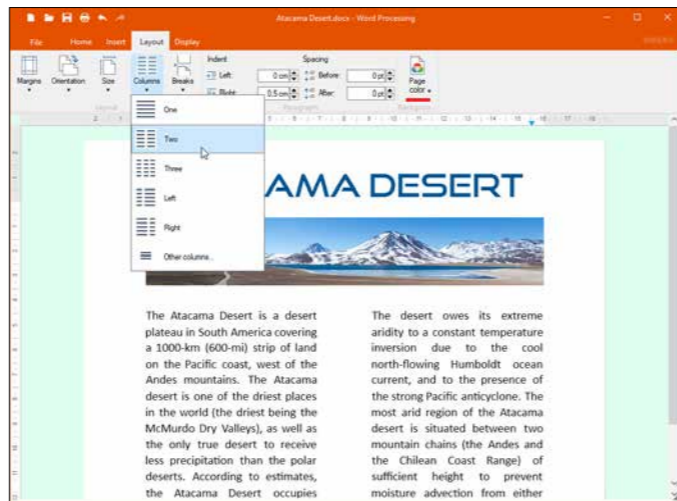 Atacama Desert.docx - Word Processing
File Home Insert Layout Display
Margins Orientation Size Columns Breaks
Indent Spacing
Left: 0 cm Before: 0 pt
Right: 0.5 cm After: 0 pt
Page
color
One
Two
Three
Left
Right
Other columns...
AMA DESERT
The Atacama Desert is a desert
plateau in South America covering
a 1000-km (600-mi) strip of land
on the Pacific coast, west of the
Andes mountains. The Atacama
desert is one of the driest places
in the world (the driest being the
McMurdo Dry Valleys), as well as
the only true desert to receive
less precipitation than the polar
deserts. According to estimates,
the Atacama Desert occupies
The desert owes its extreme
aridity to a constant temperature
inversion due to the cool
north-flowing Humboldt ocean
current, and to the presence of
the strong Pacific anticyclone. The
most arid region of the Atacama
desert is situated between two
mountain chains (the Andes and
the Chilean Coast Range) of
sufficient height to prevent
moisture advection from either